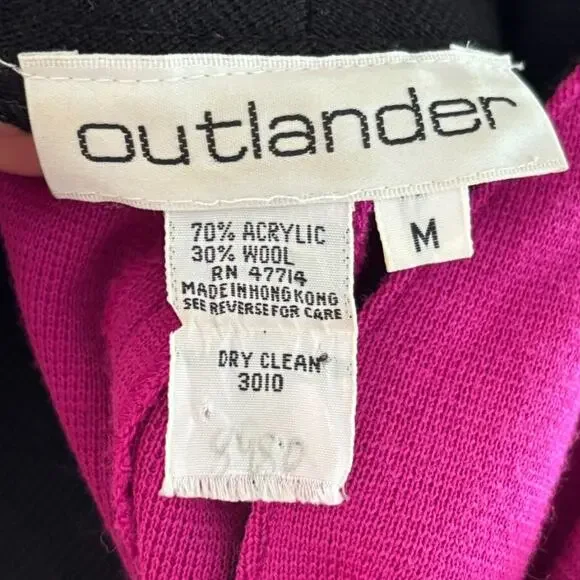 outlander
M
70% ACRYLIC
30% WOOL
RN 47714
MADE IN HONG KONG
SEE REVERSE FOR CARE
DRY CLEAN
3010